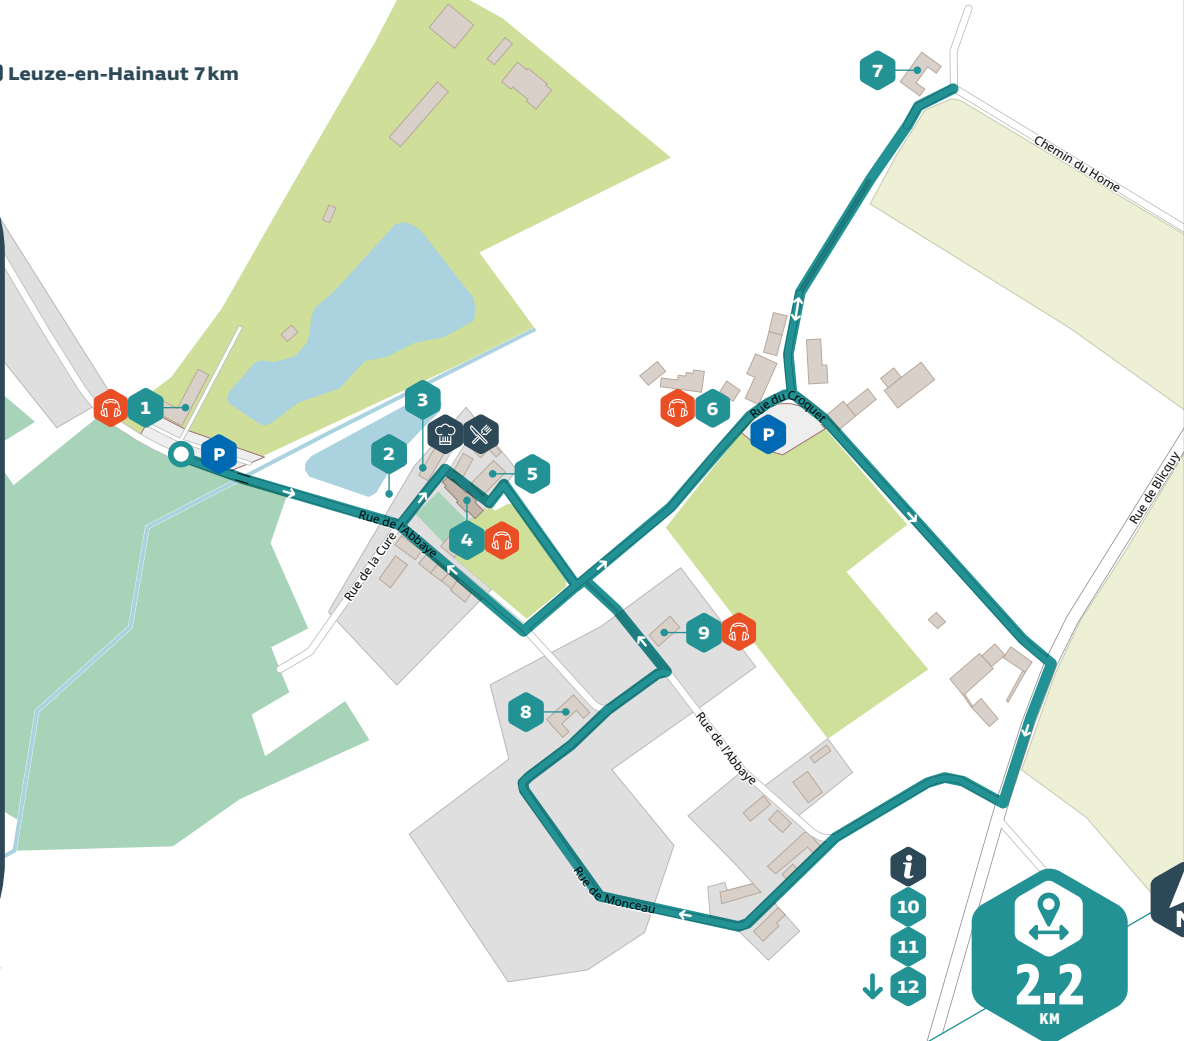 Leuze-en-Hainaut 7km
7
Chemin du Horne
1
P
3
2
5
6
Rue du Croquet
P
Rue de l'Abbaye
4
Rue de la Cure
Rue de Blicquy
9
8
Rue de l'Abbaye
Rue de Monceau
i
10
11
12
2.2
KM
N